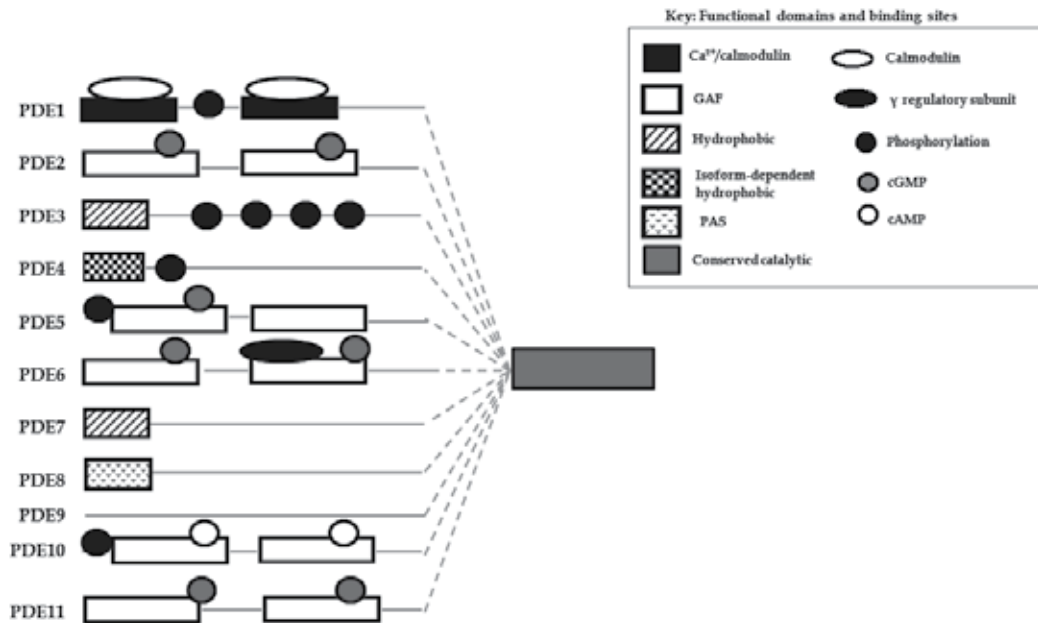 Key: Functional domains and binding sites
Ca²⁺/calmodulin
Calmodulin
GAF
γ regulatory subunit
Hydrophobic
Phosphorylation
Isoform-dependent
hydrophobic
cGMP
PAS
cAMP
Conserved catalytic
PDE1
PDE2
PDE3
PDE4
PDE5
PDE6
PDE7
PDE8
PDE9
PDE10
PDE11